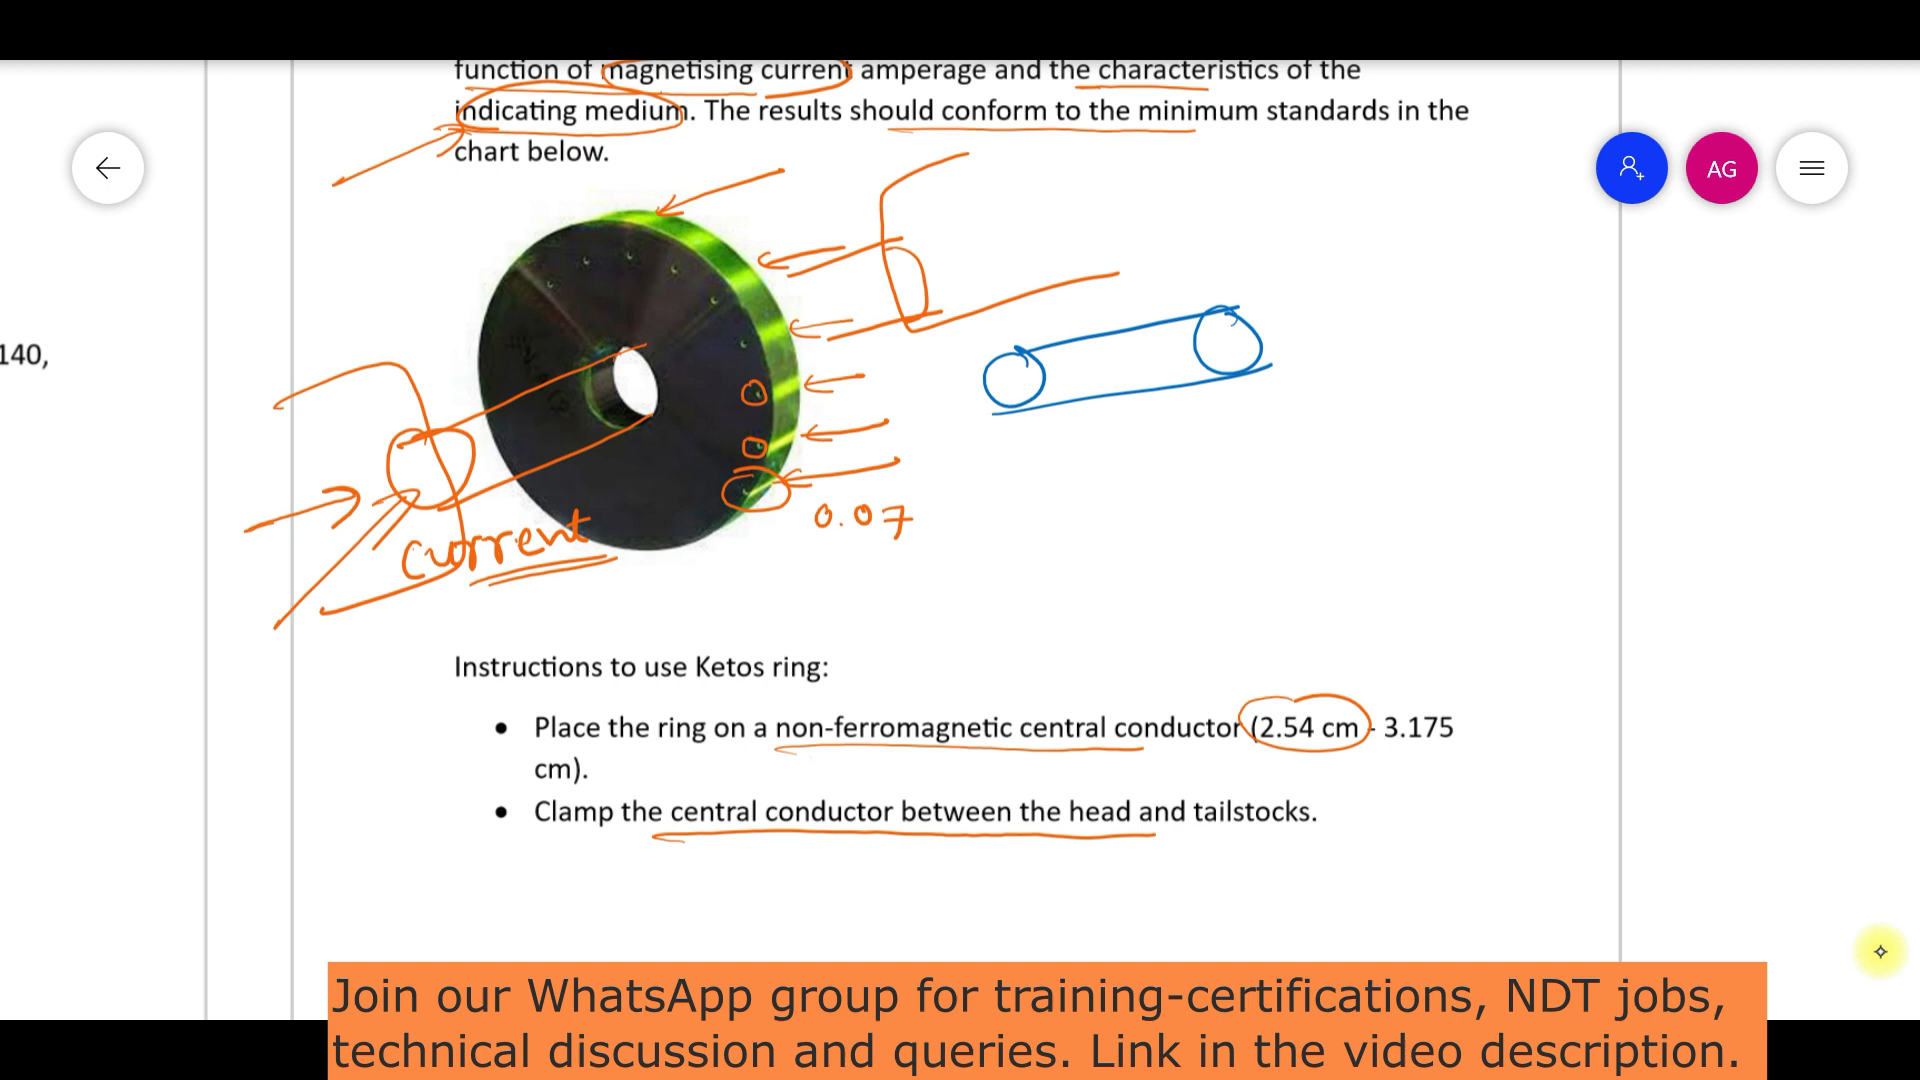 function of magnetising current amperage and the characteristics of the
indicating medium. The results should conform to the minimum standards in the
chart below.
AG
140,
0.07
current
Instructions to use Ketos ring:
• Place the ring on a non-ferromagnetic central conductor (2.54 cm - 3.175
cm).
• Clamp the central conductor between the head and tailstocks.
Join our WhatsApp group for training-certifications, NDT jobs,
technical discussion and queries. Link in the video description.